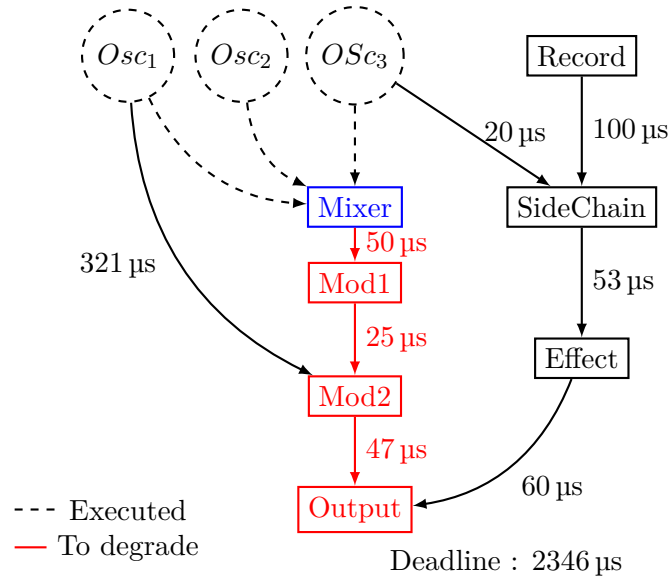 Osc1
Osc2
OSc3
Record
20 µs
100 µs
Mixer
SideChain
50 µs
321 µs
Mod1
53 µs
25 µs
Effect
Mod2
47 µs
60 µs
Executed
Output
To degrade
Deadline : 2346 µs